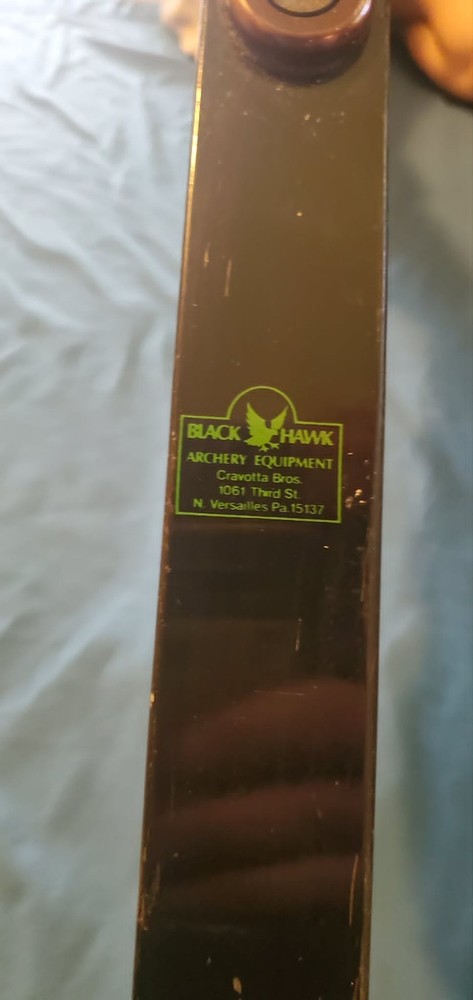 BLACK HAWK
ARCHERY EQUIPMENT
Cravotta Bros.
1061 Third St.
N. Versailles Pa.15137